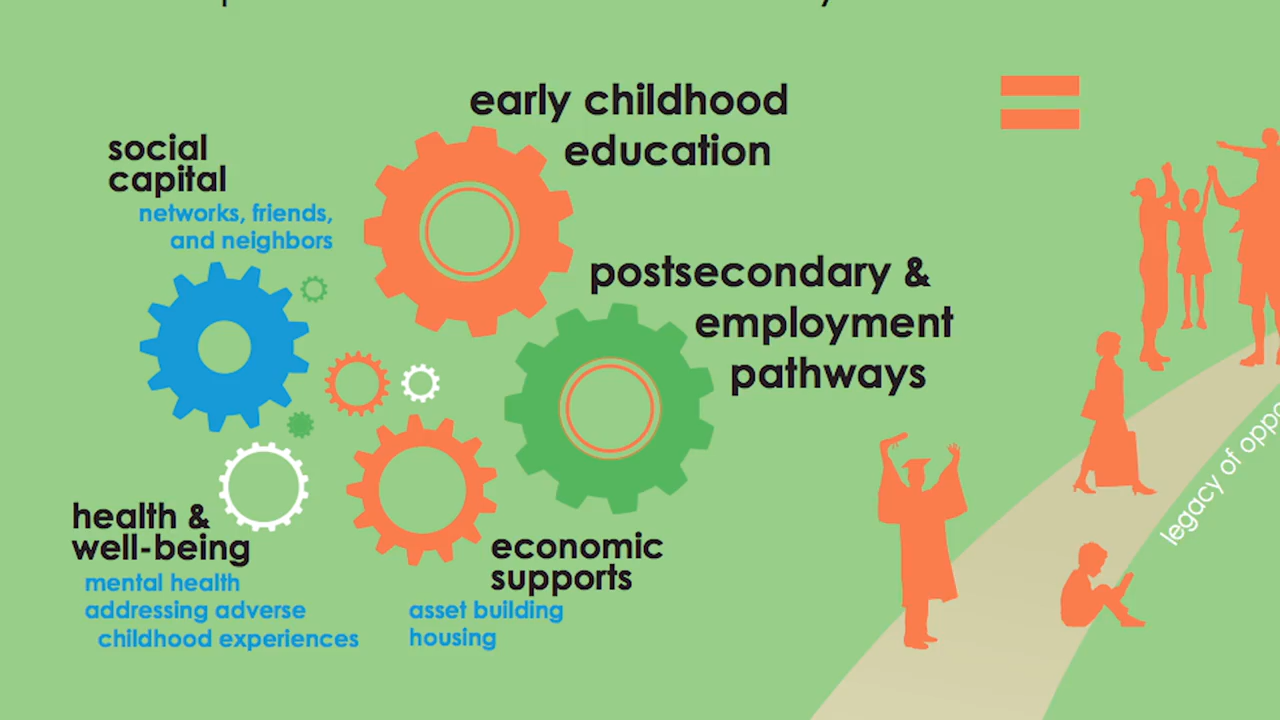 early childhood
education
social
capital
networks, friends,
and neighbors
postsecondary &
employment
pathways
health &
well-being
mental health
addressing adverse
childhood experiences
economic
supports
asset building
housing
legacy of